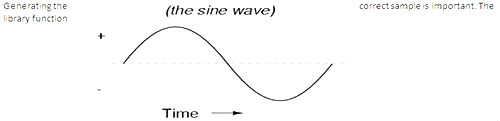 Generating the
library function
(the sine wave)
correct sample is important. The
+
-
Time